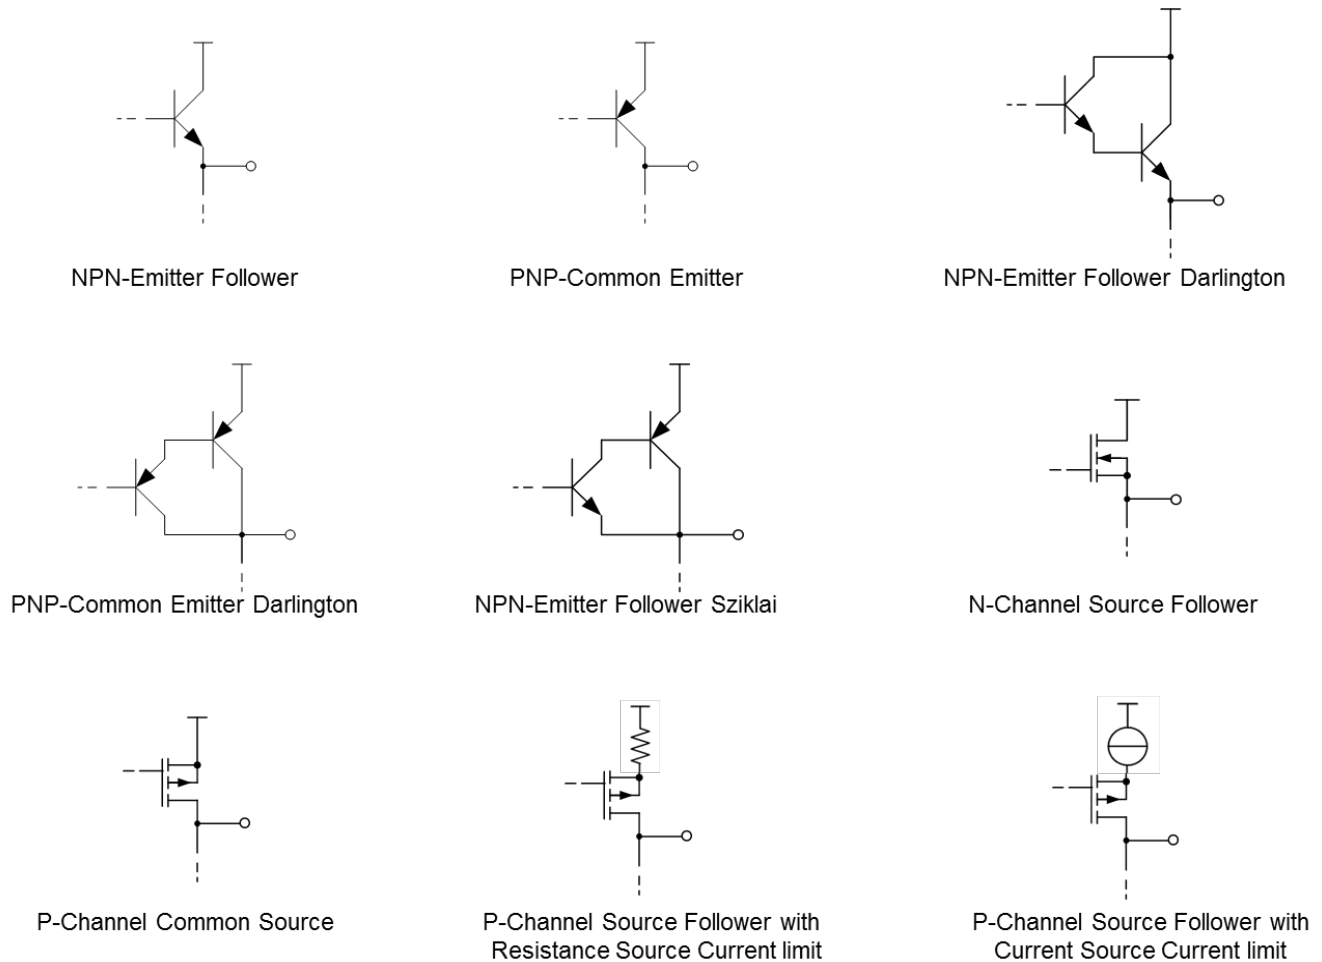 NPN-Emitter Follower
PNP-Common Emitter
NPN-Emitter Follower Darlington
PNP-Common Emitter Darlington
NPN-Emitter Follower Sziklai
N-Channel Source Follower
P-Channel Common Source
P-Channel Source Follower with
Resistance Source Current limit
P-Channel Source Follower with
Current Source Current limit